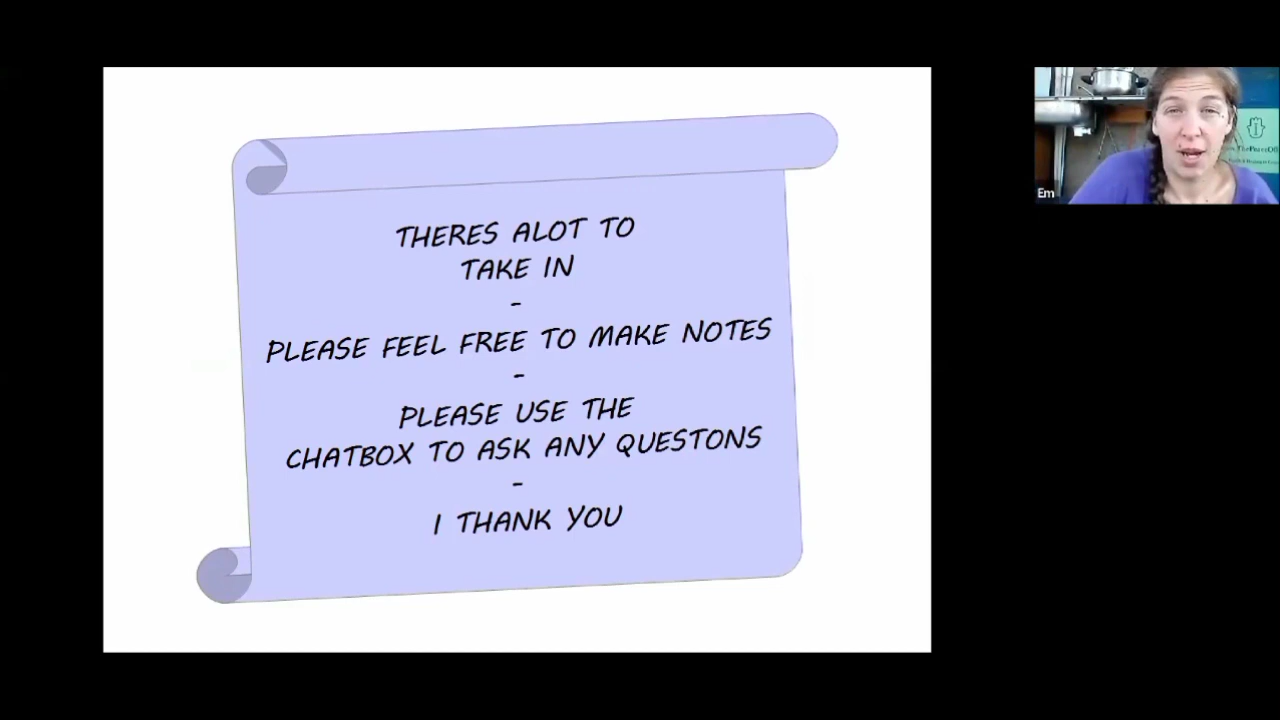 THERES ALOT TO
TAKE IN
-
PLEASE FEEL FREE TO MAKE NOTES
-
PLEASE USE THE
CHATBOX TO ASK ANY QUESTONS
-
I THANK YOU
Em